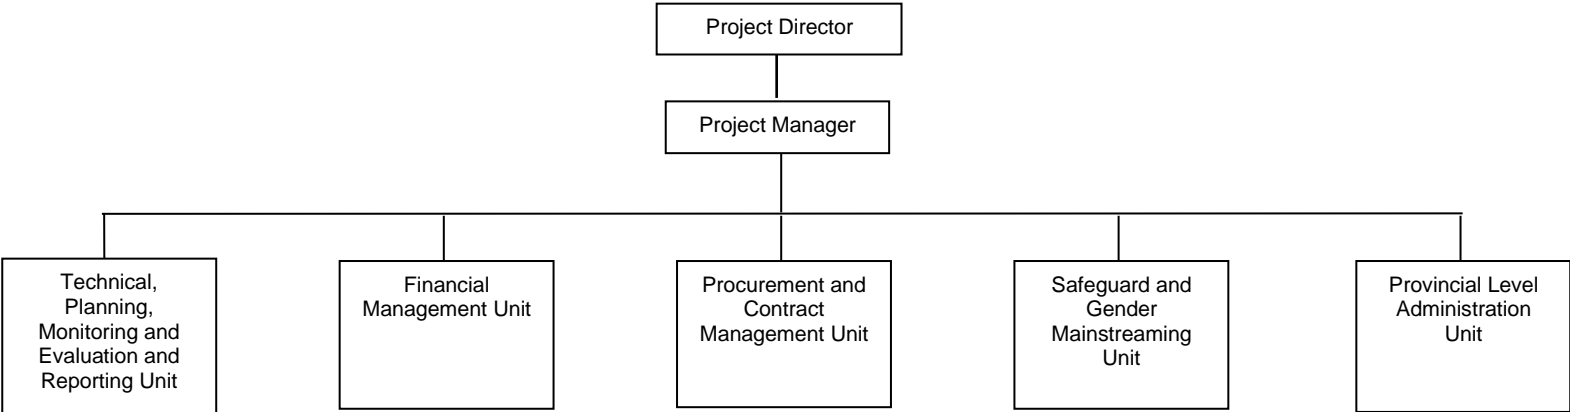 Project Director
Project Manager
Technical,
Planning,
Monitoring and
Evaluation and
Reporting Unit
Financial
Management Unit
Procurement and
Contract
Management Unit
Safeguard and
Gender
Mainstreaming
Unit
Provincial Level
Administration
Unit